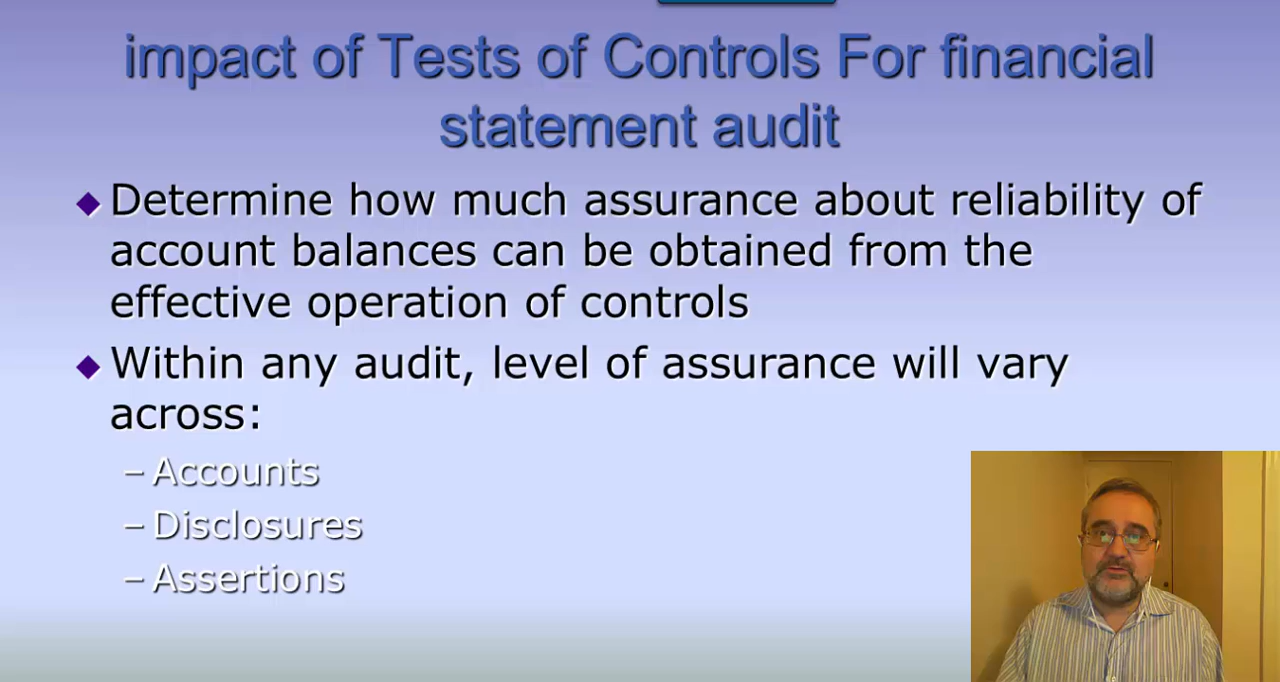 impact of Tests of Controls For financial
statement audit
◆ Determine how much assurance about reliability of
account balances can be obtained from the
effective operation of controls
◆ Within any audit, level of assurance will vary
across:
– Accounts
– Disclosures
– Assertions